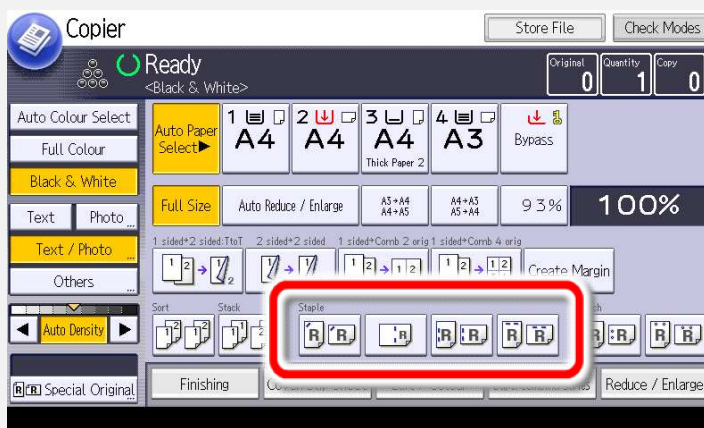 Copier
Store File
Check Modes
Ready
<Black & White>
Original
0
Quantity
1
Copy
0
Auto Colour Select
Full Colour
Black & White
Text
Photo
Text / Photo
Others
Auto Density
Special Original
Auto Paper
Select▶
1
A4
2
A4
3
A4
Thick Paper 2
4
A3
Bypass
Full Size
Auto Reduce / Enlarge
A3→A4
A4→A5
A4→A3
A5→A4
93%
100%
1 sided→2 sided:TtoT
2 sided→2 sided
1 sided→Comb 2 orig
1 sided→Comb 4 orig
Create Margin
Sort
Stack
Staple
Finishing
Reduce / Enlarge